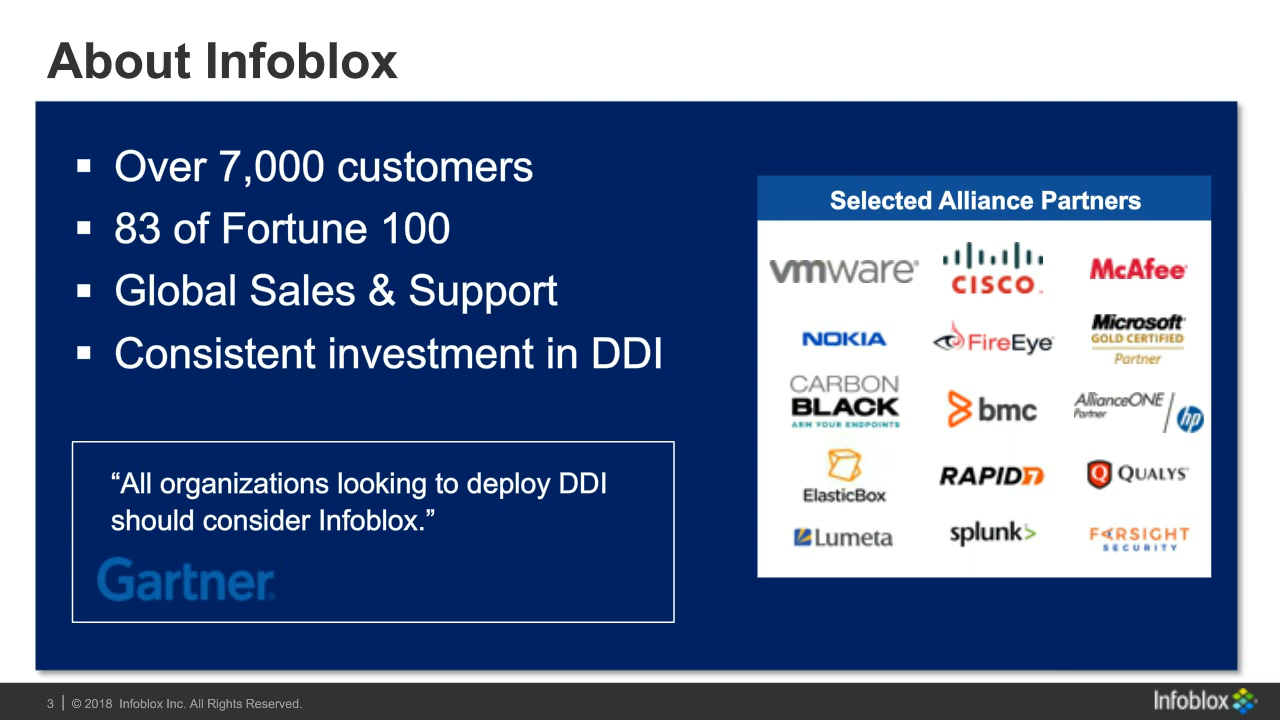 About Infoblox
▪ Over 7,000 customers
▪ 83 of Fortune 100
▪ Global Sales & Support
▪ Consistent investment in DDI
“All organizations looking to deploy DDI
should consider Infoblox.”
Gartner.
Selected Alliance Partners
vmware®
CISCO
McAfee
NOKIA
FireEye
Microsoft
GOLD CERTIFIED
Partner
CARBON
BLACK
ARM YOUR ENDPOINTS
bmc
AllianceONE
Partner
hp
ElasticBox
RAPID7
QUALYS
Lumeta
splunk>
FARSIGHT
SECURITY
3 | © 2018 Infoblox Inc. All Rights Reserved.
Infoblox